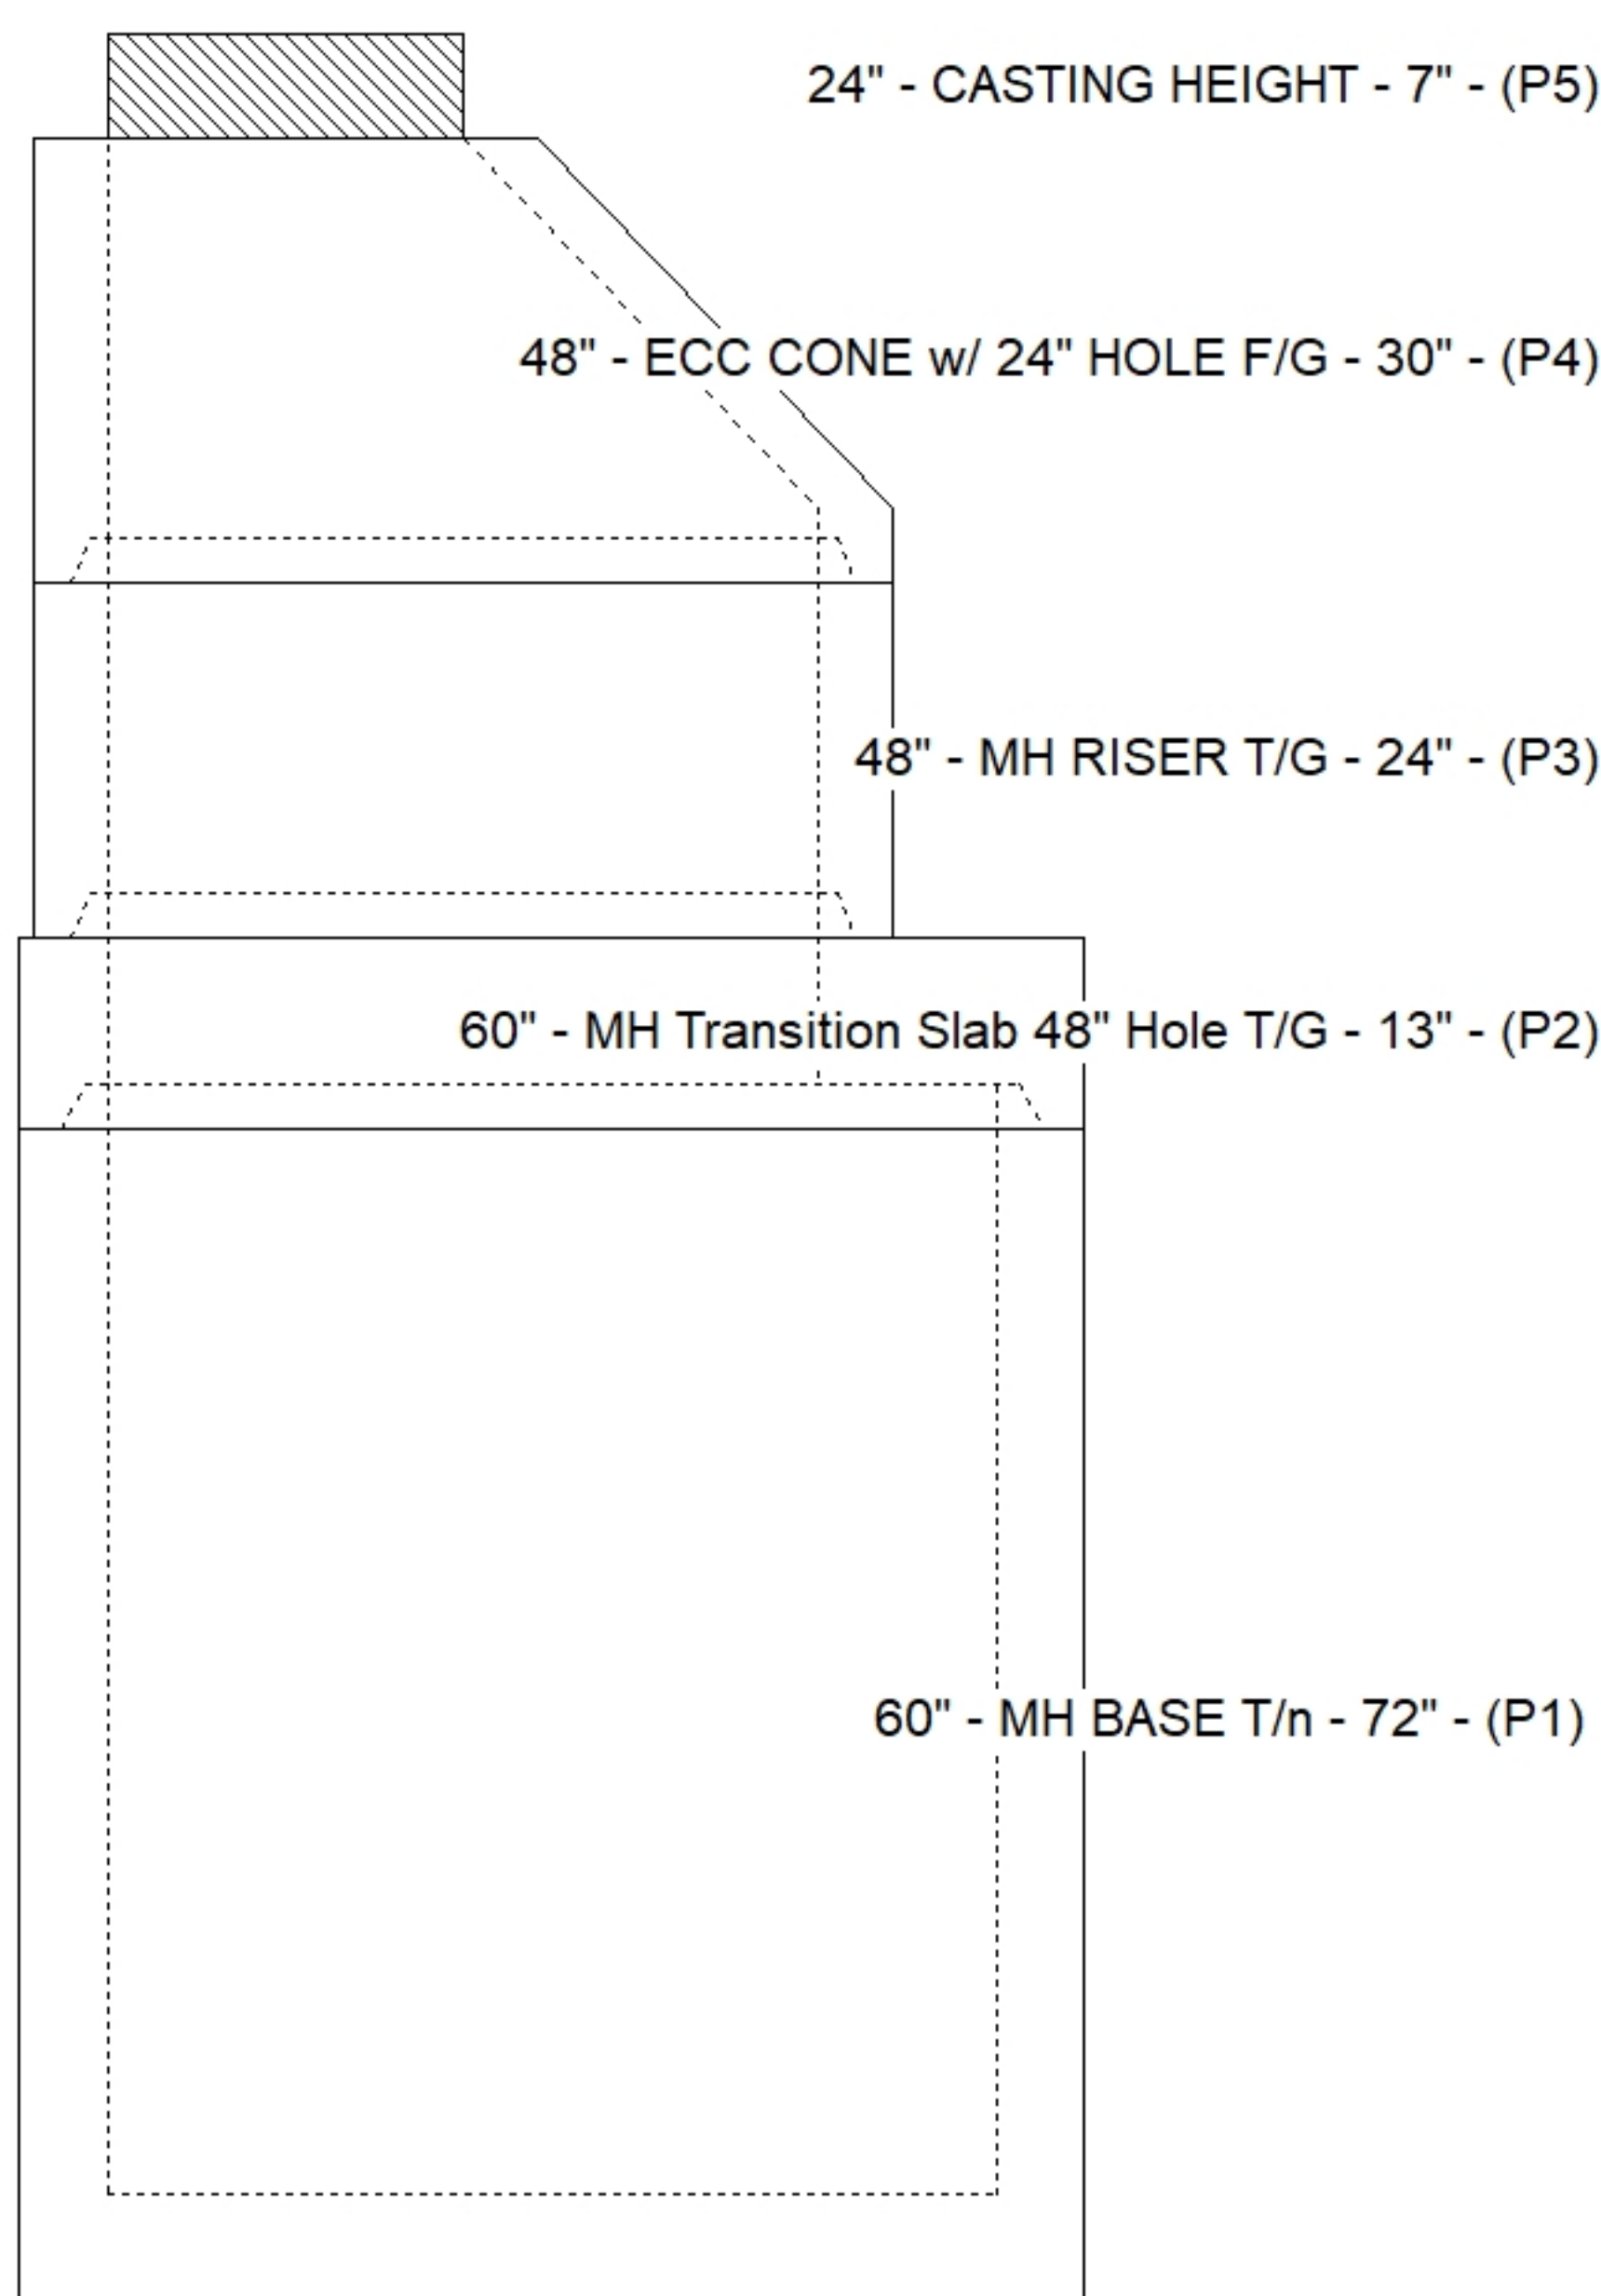 24" - CASTING HEIGHT - 7" - (P5)
48" - ECC CONE w/ 24" HOLE F/G - 30" - (P4)
48" - MH RISER T/G - 24" - (P3)
60" - MH Transition Slab 48" Hole T/G - 13" - (P2)
60" - MH BASE T/n - 72" - (P1)